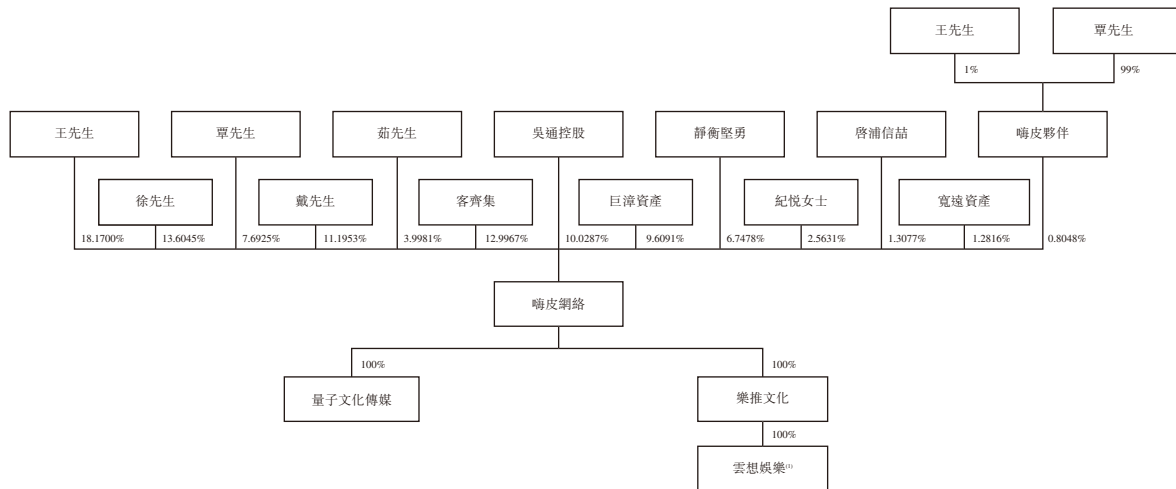 王先生
覃先生
1%
99%
王先生
覃先生
茹先生
吳通控股
靜衡堅勇
啓浦信喆
嗨皮夥伴
徐先生
戴先生
客齊集
巨漳資產
紀悦女士
寬遠資產
18.1700%
13.6045%
7.6925%
11.1953%
3.9981%
12.9967%
10.0287%
9.6091%
6.7478%
2.5631%
1.3077%
1.2816%
0.8048%
嗨皮網絡
100%
100%
量子文化傳媒
樂推文化
100%
雲想娛樂(1)